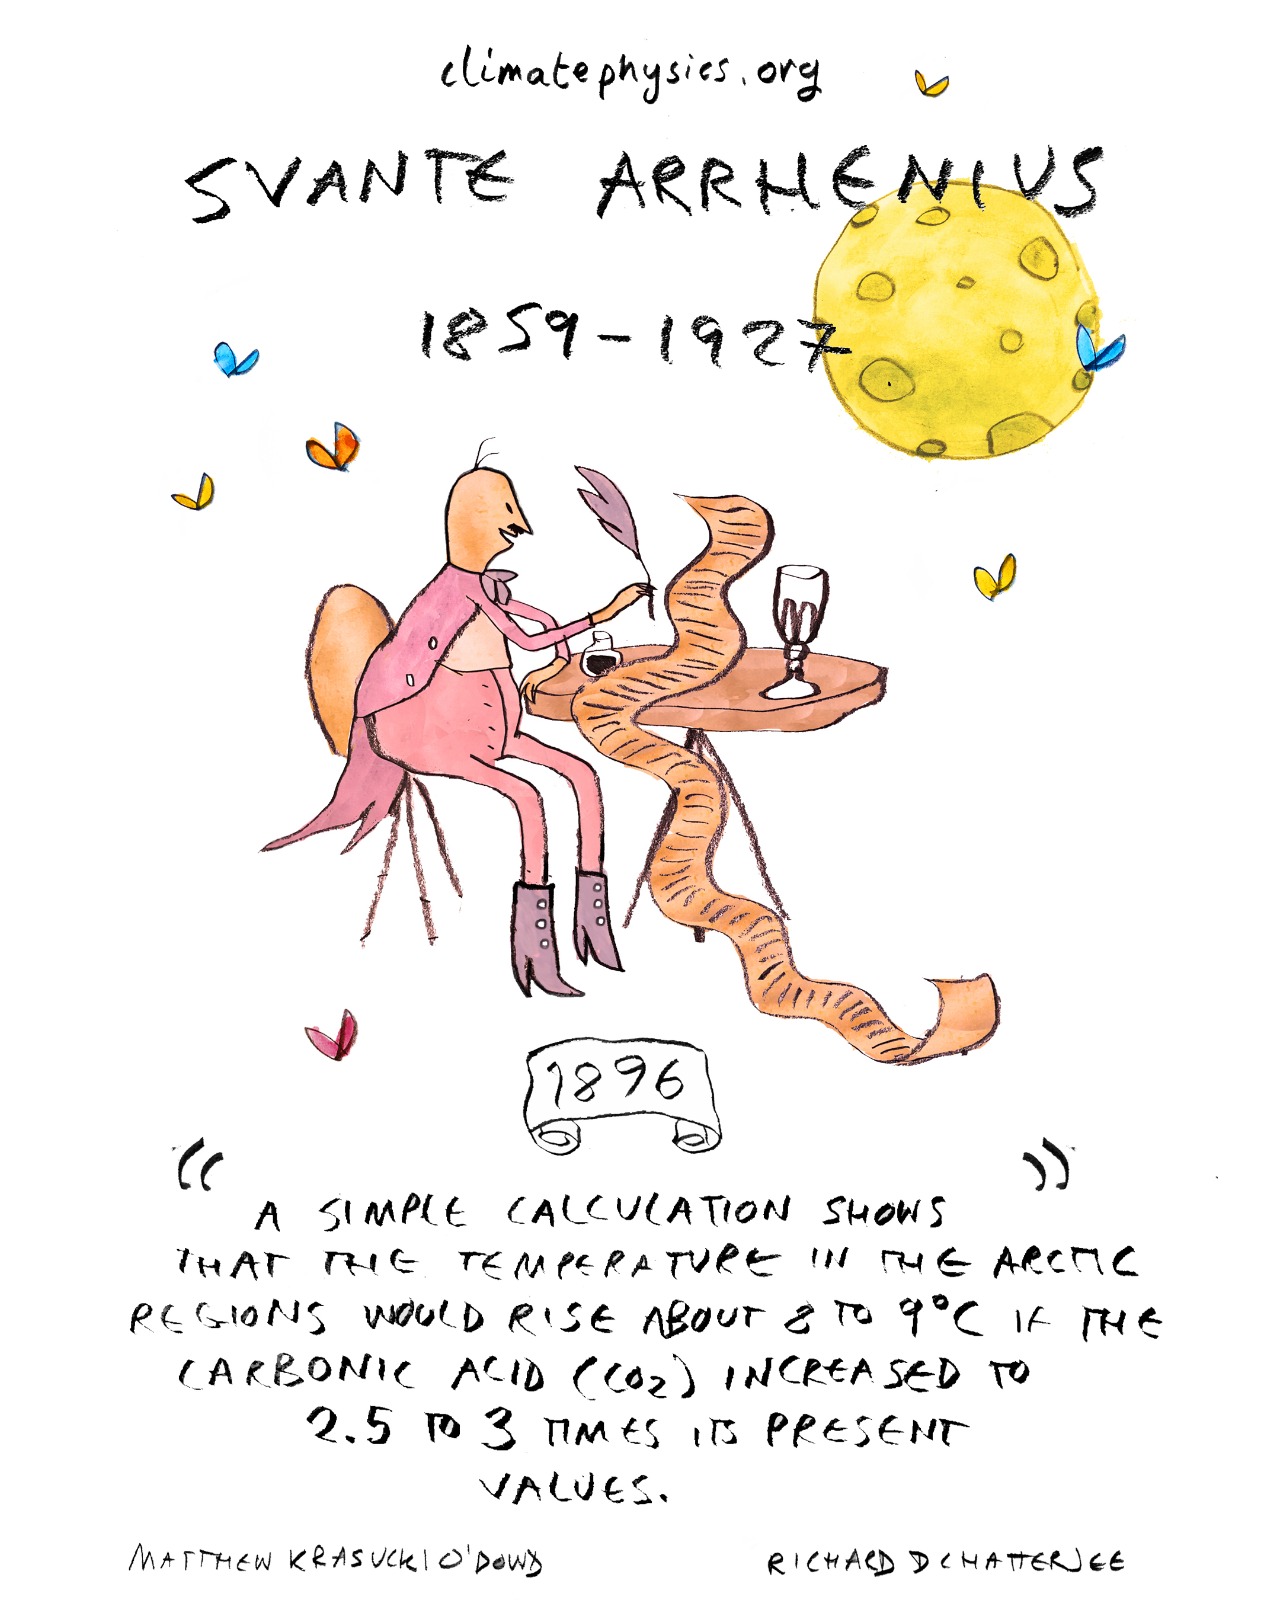 climatephysics.org
SVANTE ARRHENIUS
1859-1927
1896
“ ”
A SIMPLE CALCULATION SHOWS
THAT THE TEMPERATURE IN THE ARCTIC
REGIONS WOULD RISE ABOUT 8 TO 9°C IF THE
CARBONIC ACID (CO2) INCREASED TO
2.5 TO 3 TIMES ITS PRESENT
VALUES.
MATTHEW KRASUCKI O'DOWD
RICHARD D CHATTERJEE